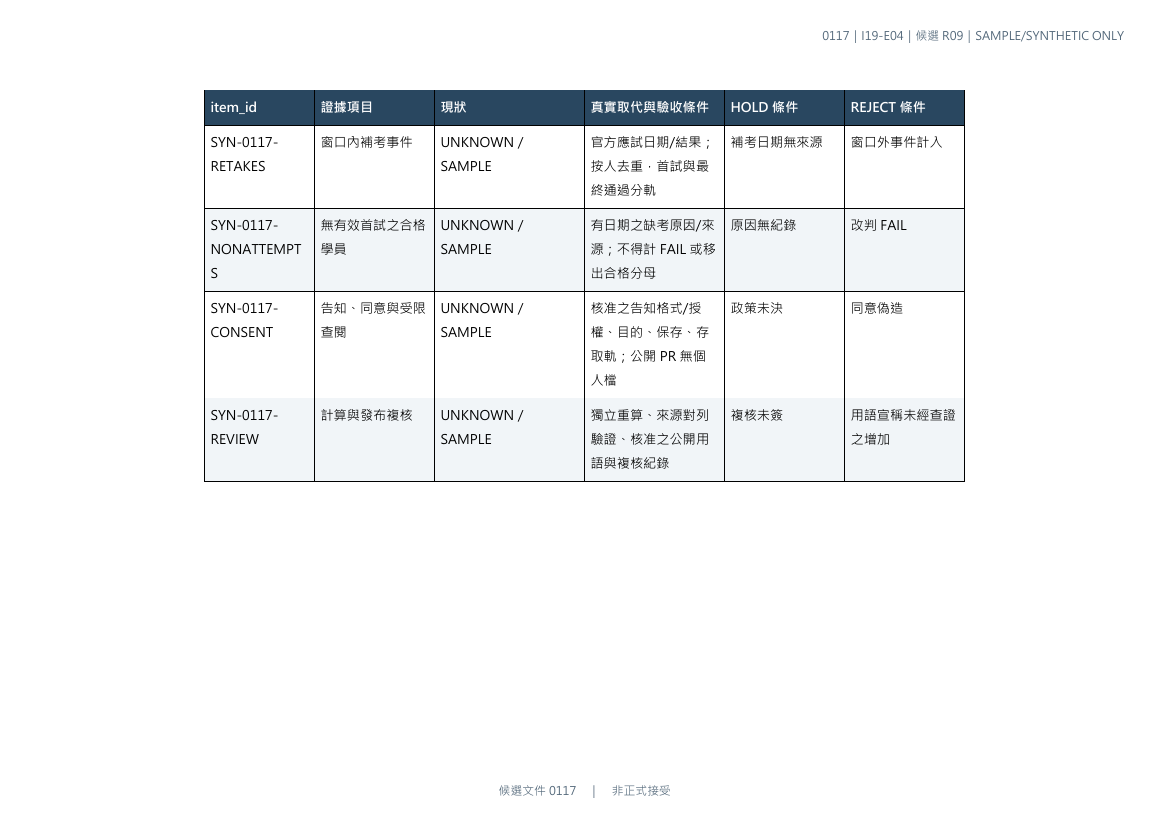 0117 | I19-E04 | 候選 R09 | SAMPLE/SYNTHETIC ONLY
item_id 證據項目 現狀 真實取代與驗收條件 HOLD 條件 REJECT 條件
SYN-0117- 窗口內補考事件 UNKNOWN / 官方應試日期/結果； 補考日期無來源 窗口外事件計入
RETAKES SAMPLE 按人去重，首試與最
終通過分軌
SYN-0117- 無有效首試之合格 UNKNOWN / 有日期之缺考原因/來 原因無紀錄 改判 FAIL
NONATTEMPT 學員 SAMPLE 源；不得計 FAIL 或移
S 出合格分母
SYN-0117- 告知、同意與受限 UNKNOWN / 核准之告知格式/授 政策未決 同意偽造
CONSENT 查閱 SAMPLE 權、目的、保存、存
取軌；公開 PR 無個
人檔
SYN-0117- 計算與發布複核 UNKNOWN / 獨立重算、來源對列 複核未簽 用語宣稱未經查證
REVIEW SAMPLE 驗證、核准之公開用 之增加
語與複核紀錄
候選文件 0117 | 非正式接受